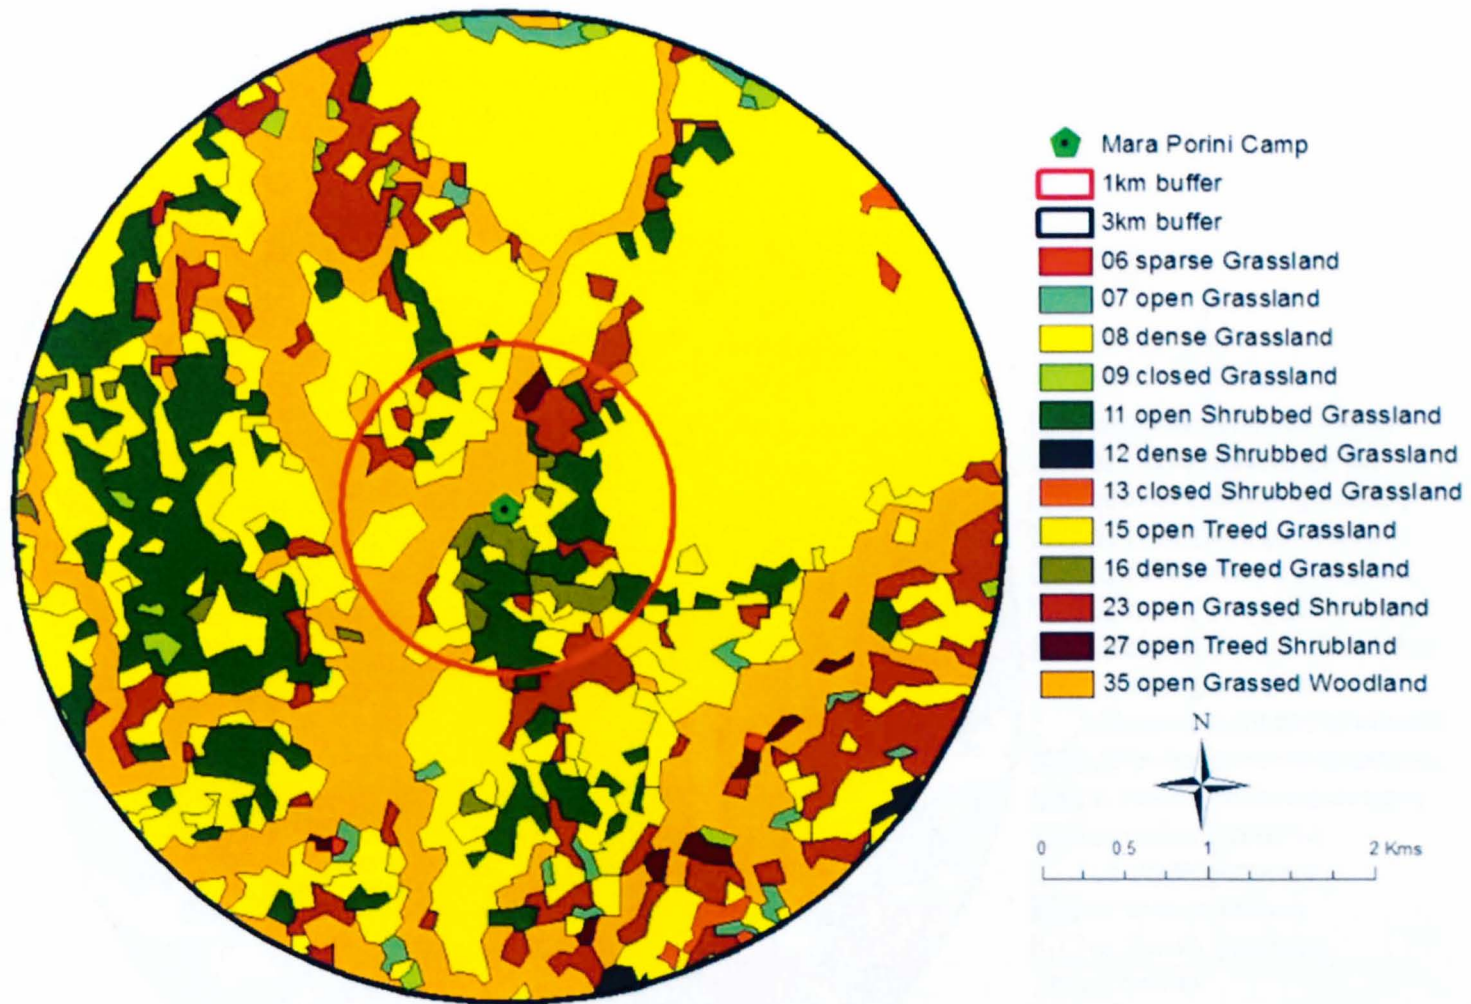 Mara Porini Camp
1km buffer
3km buffer
06 sparse Grassland
07 open Grassland
08 dense Grassland
09 closed Grassland
11 open Shrubbed Grassland
12 dense Shrubbed Grassland
13 closed Shrubbed Grassland
15 open Treed Grassland
16 dense Treed Grassland
23 open Grassed Shrubland
27 open Treed Shrubland
35 open Grassed Woodland
N
0 0.5 1 2 Kms